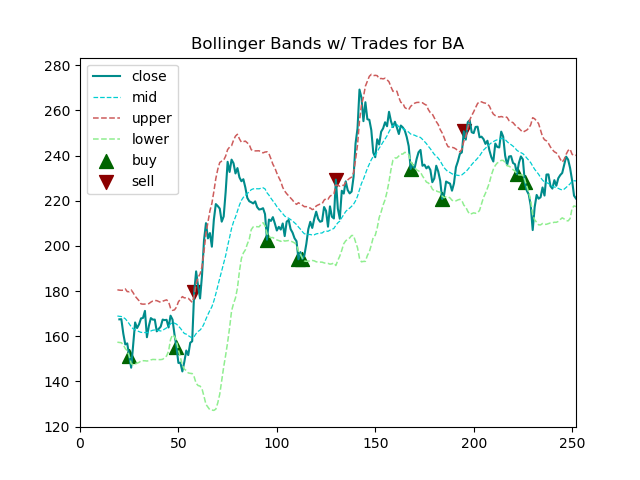 Bollinger Bands w/ Trades for BA
280
260
240
220
200
180
160
140
120
close
mid
upper
lower
buy
sell
0 50 100 150 200 250